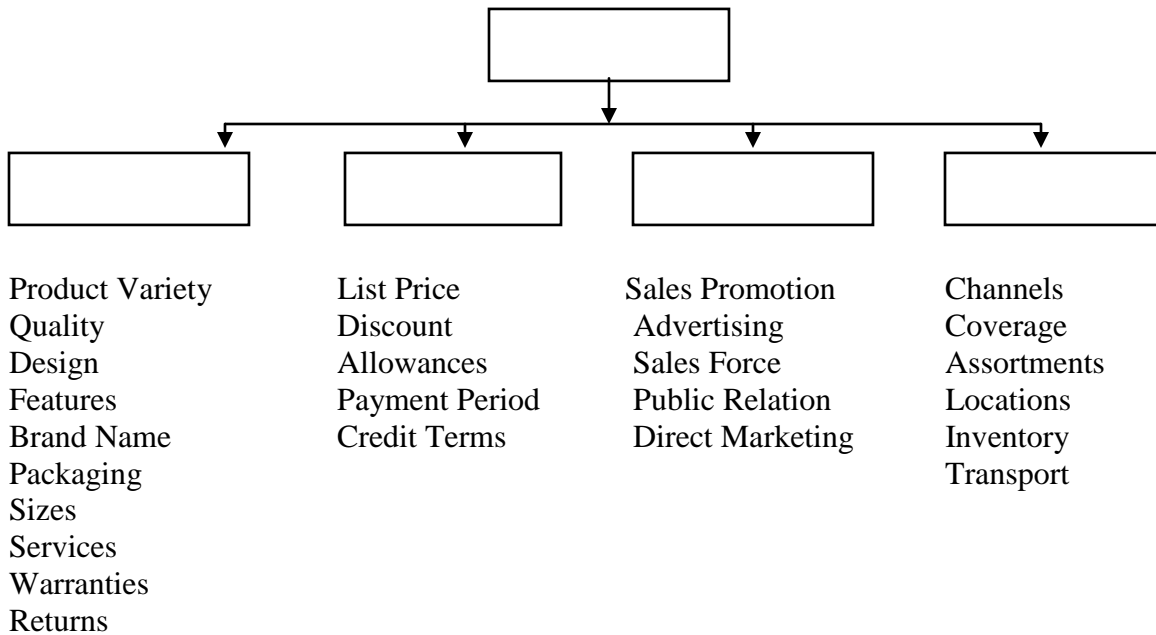 Product Variety
Quality
Design
Features
Brand Name
Packaging
Sizes
Services
Warranties
Returns
List Price
Discount
Allowances
Payment Period
Credit Terms
Sales Promotion
Advertising
Sales Force
Public Relation
Direct Marketing
Channels
Coverage
Assortments
Locations
Inventory
Transport